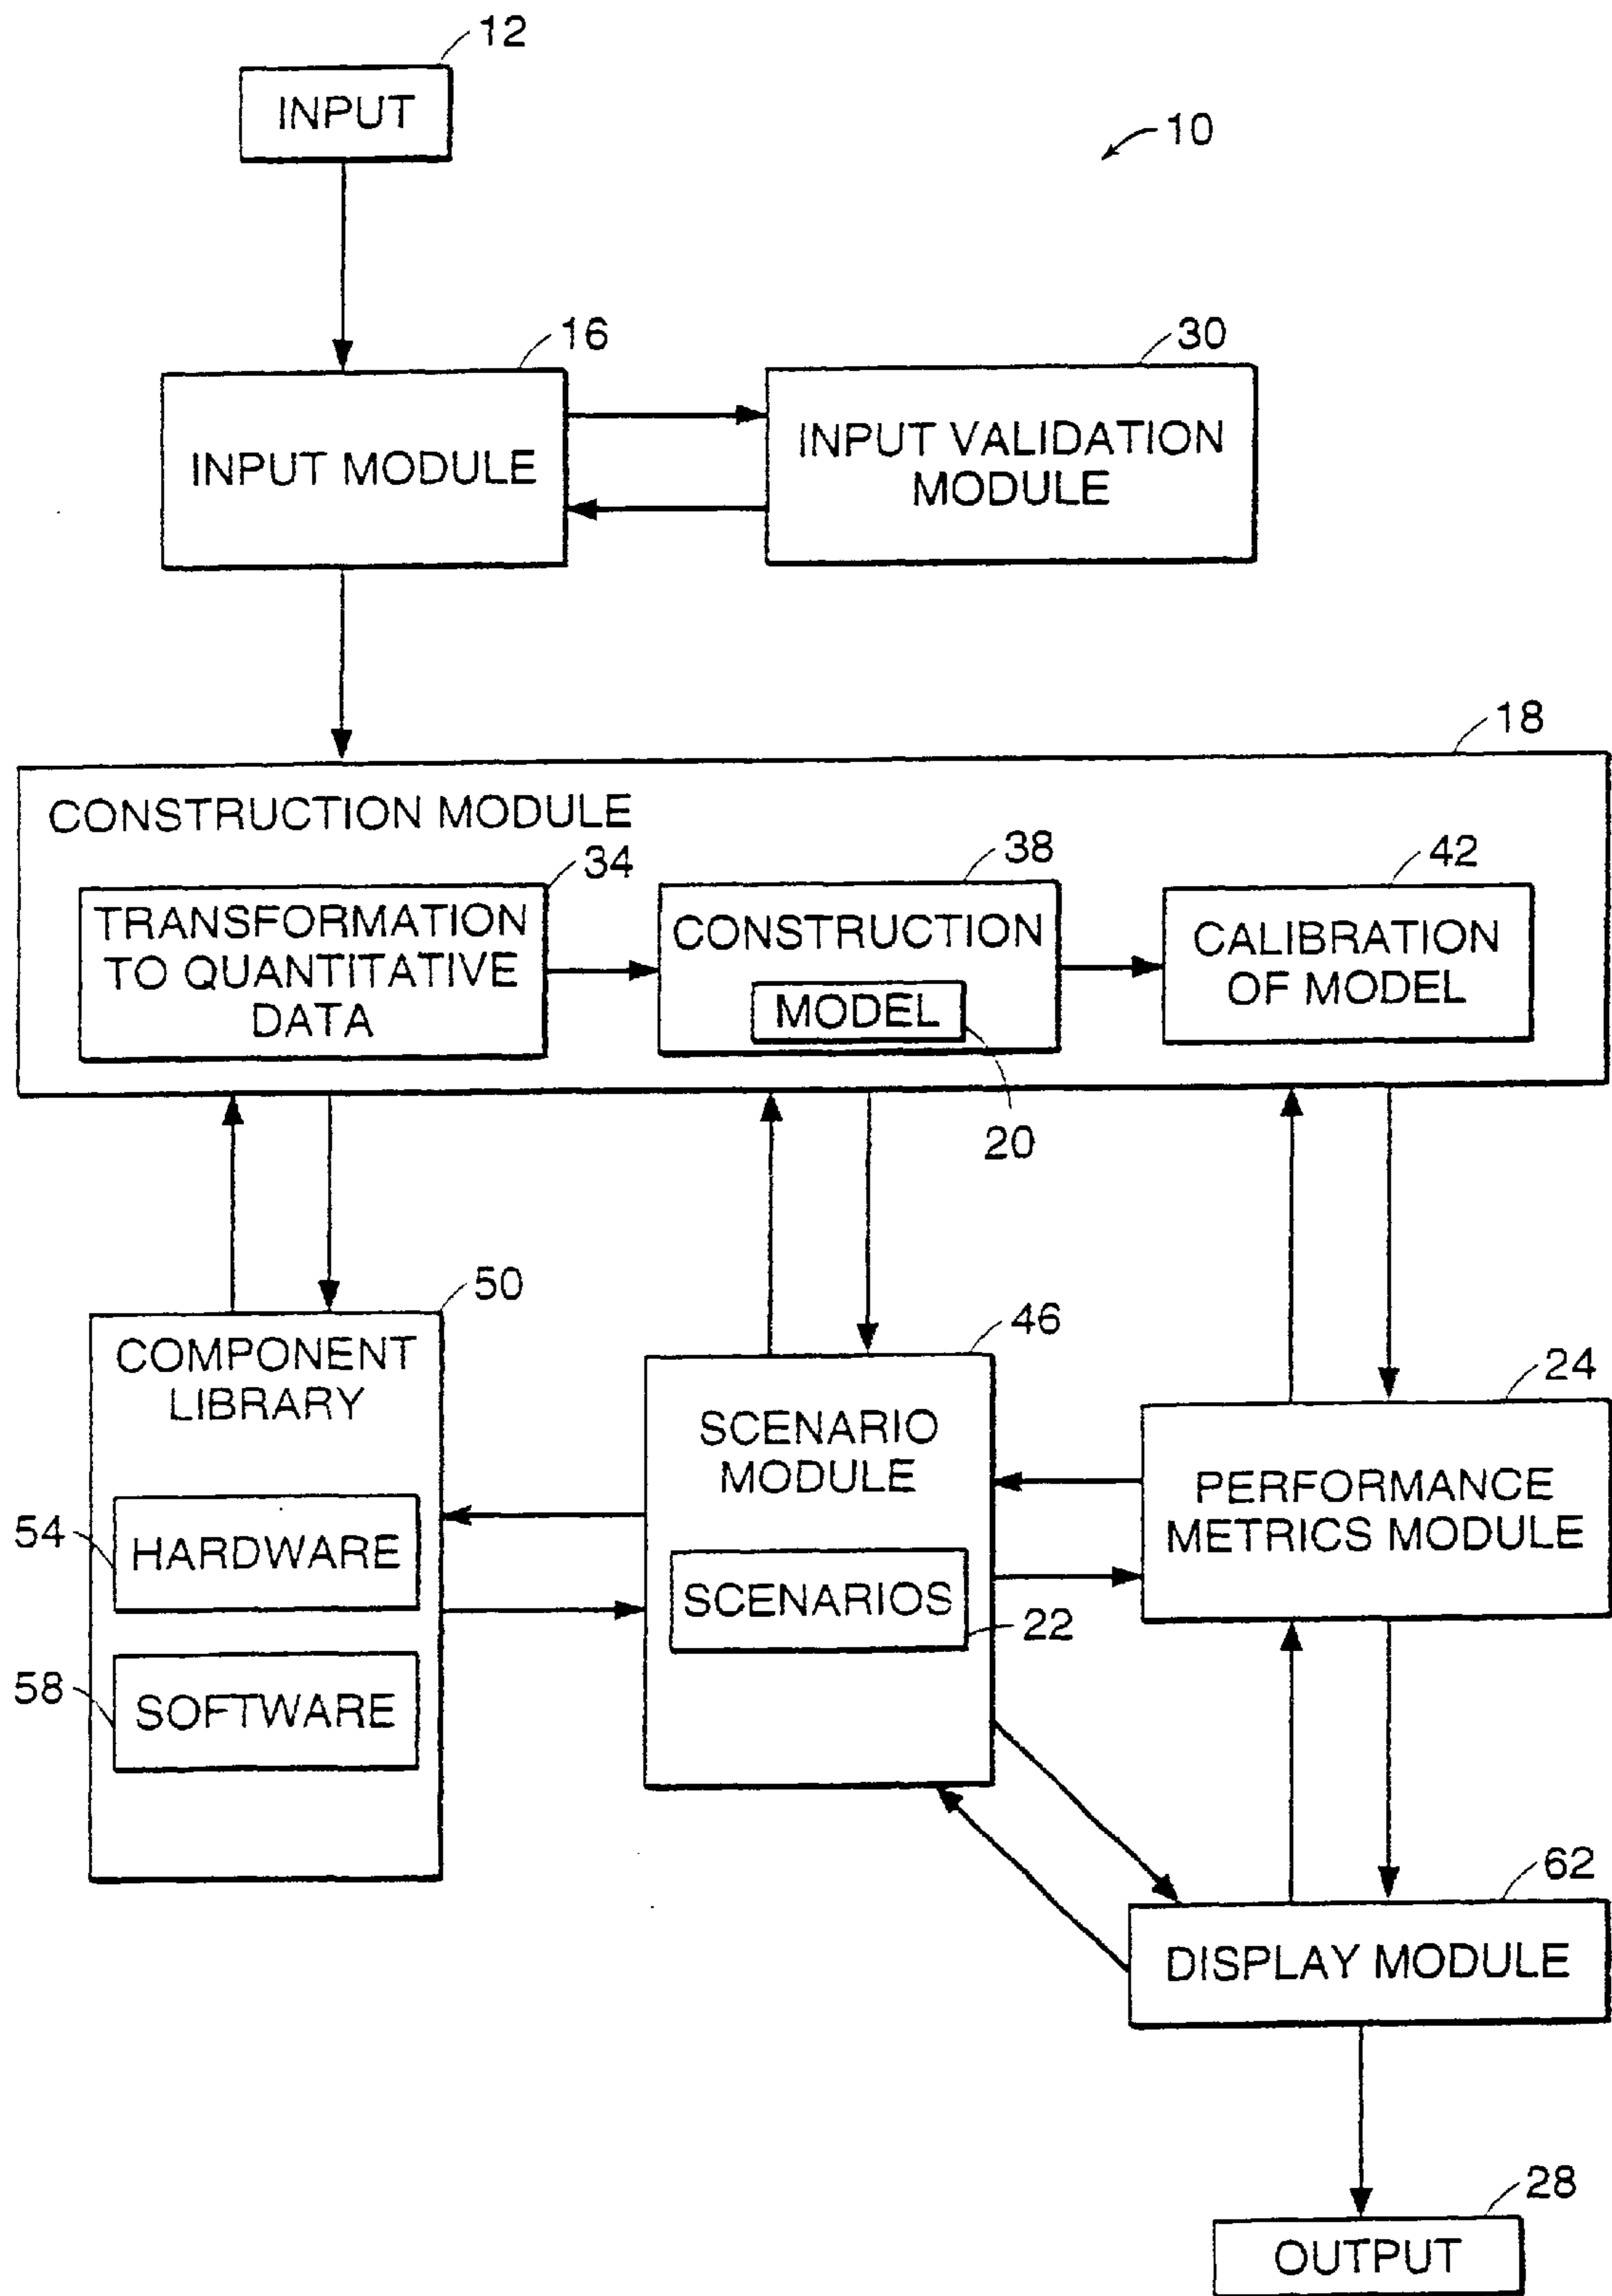 12
INPUT
10
16
30
INPUT MODULE
INPUT VALIDATION
MODULE
18
CONSTRUCTION MODULE
34
38
42
TRANSFORMATION
TO QUANTITATIVE
DATA
CONSTRUCTION
MODEL
CALIBRATION
OF MODEL
20
50
46
24
COMPONENT
LIBRARY
SCENARIO
MODULE
PERFORMANCE
METRICS MODULE
54
HARDWARE
SCENARIOS
22
58
SOFTWARE
62
DISPLAY MODULE
28
OUTPUT